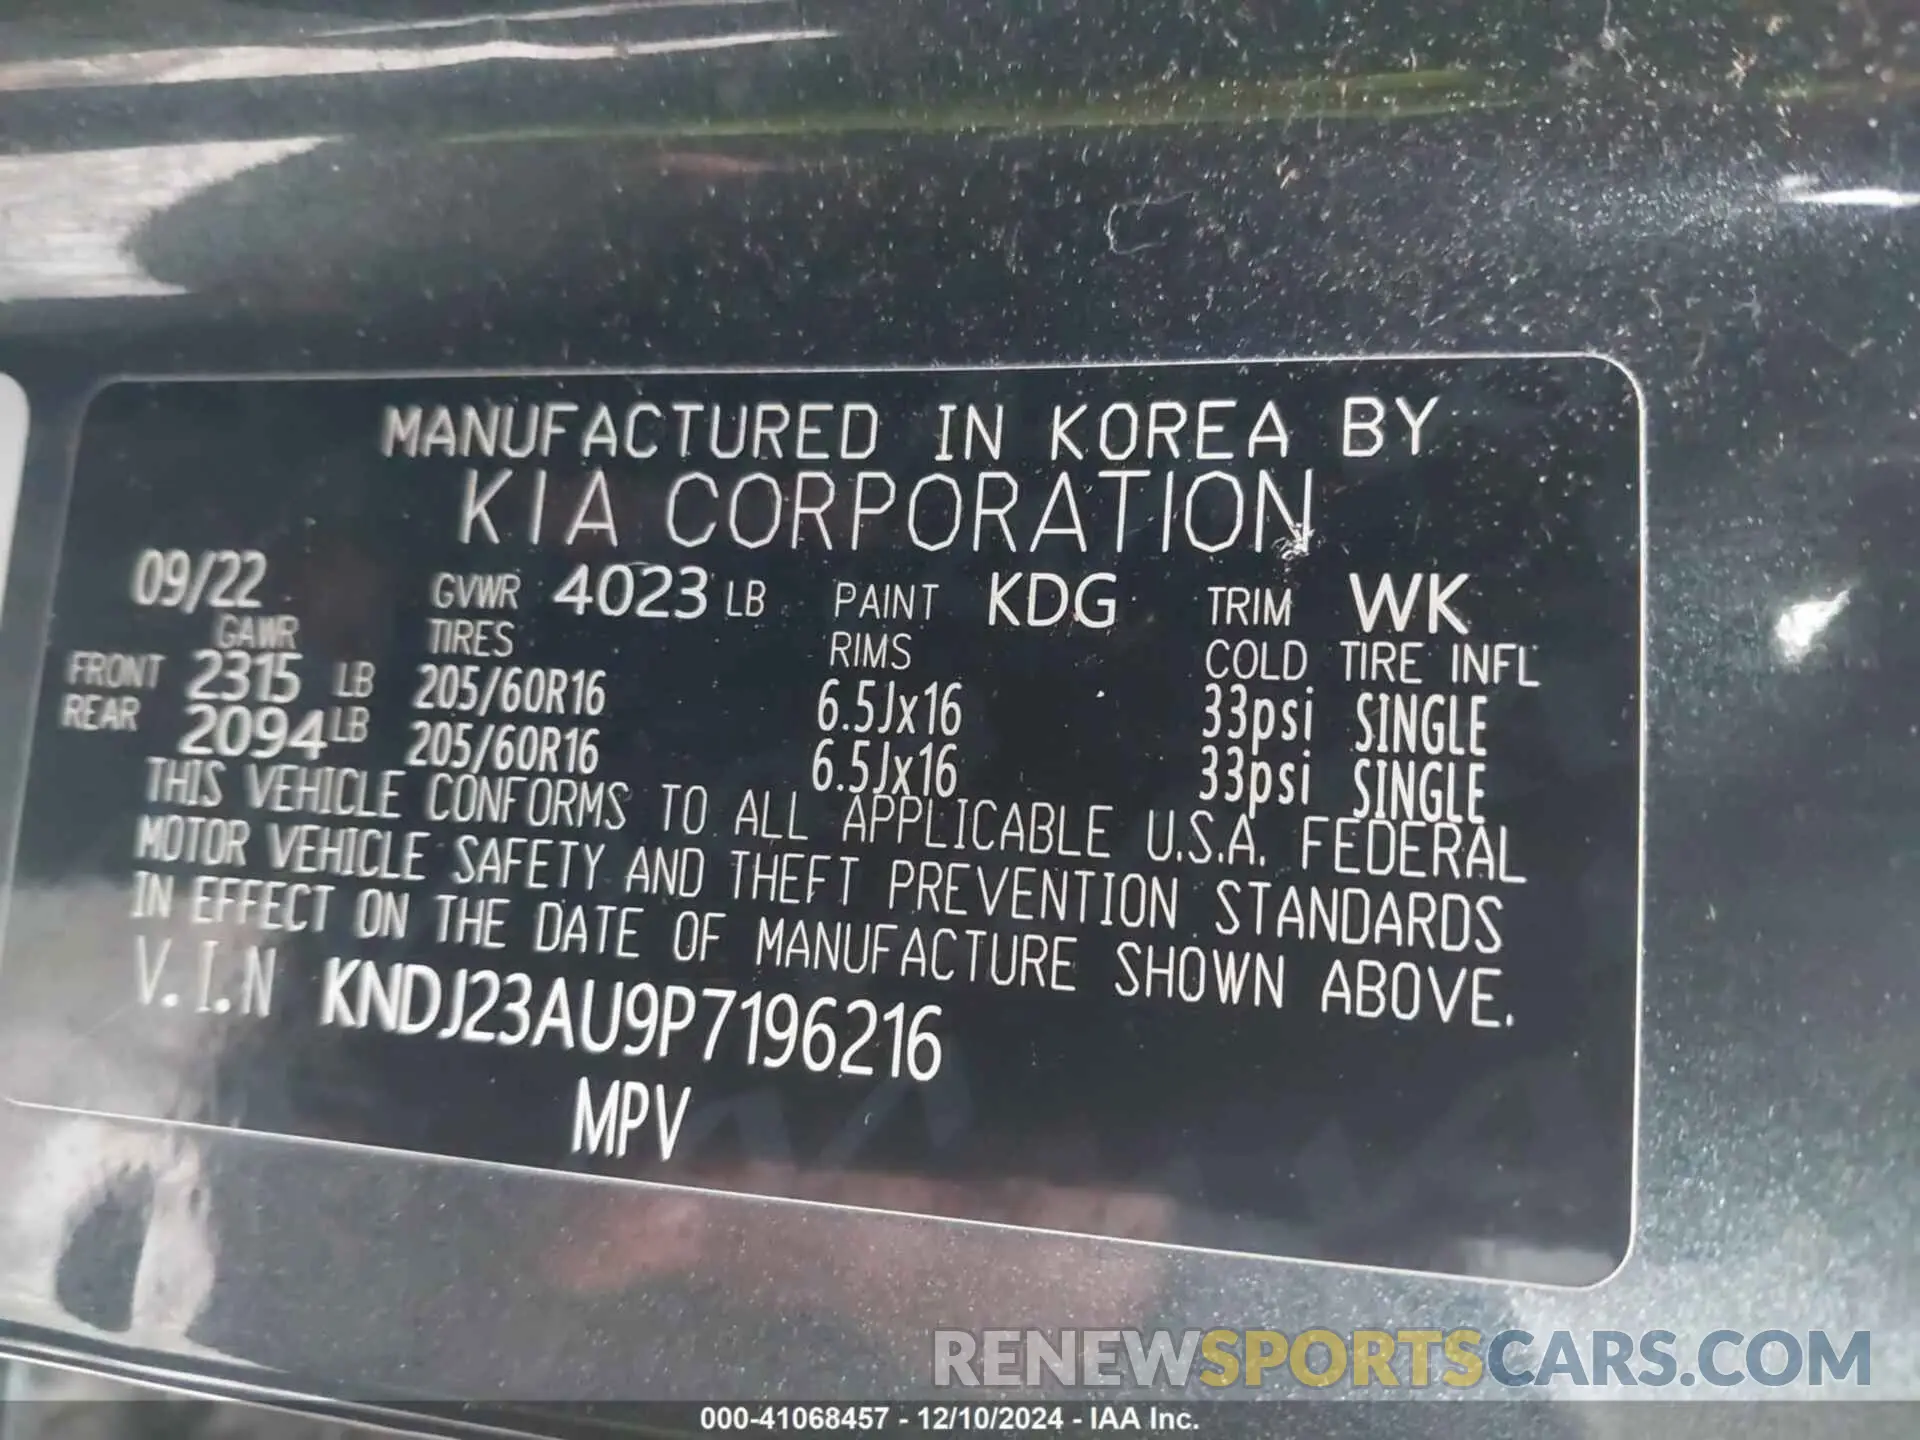 MANUFACTURED IN KOREA BY
KIA CORPORATION
09/22 GVWR 4023 LB PAINT KDG TRIM WK
GAWR TIRES RIMS COLD TIRE INFL
FRONT 2315 LB 205/60R16 6.5Jx16 33psi SINGLE
REAR 2094 LB 205/60R16 6.5Jx16 33psi SINGLE
THIS VEHICLE CONFORMS TO ALL APPLICABLE U.S.A. FEDERAL
MOTOR VEHICLE SAFETY AND THEFT PREVENTION STANDARDS
IN EFFECT ON THE DATE OF MANUFACTURE SHOWN ABOVE.
V.I.N KNDJ23AU9P7196216
MPV
RENEWSPORTSCARS.COM
000-41068457 - 12/10/2024 - IAA Inc.